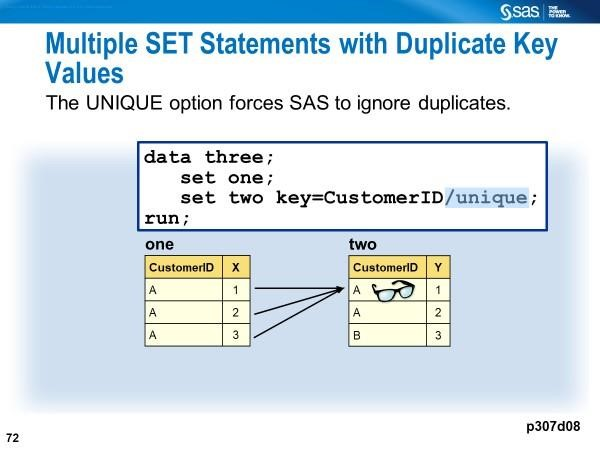 sas THE POWER TO KNOW.
Multiple SET Statements with Duplicate Key
Values
The UNIQUE option forces SAS to ignore duplicates.
data three;
set one;
set two key=CustomerID/unique;
run;
one
CustomerID X
A 1
A 2
A 3
two
CustomerID Y
A 1
A 2
B 3
p307d08
72